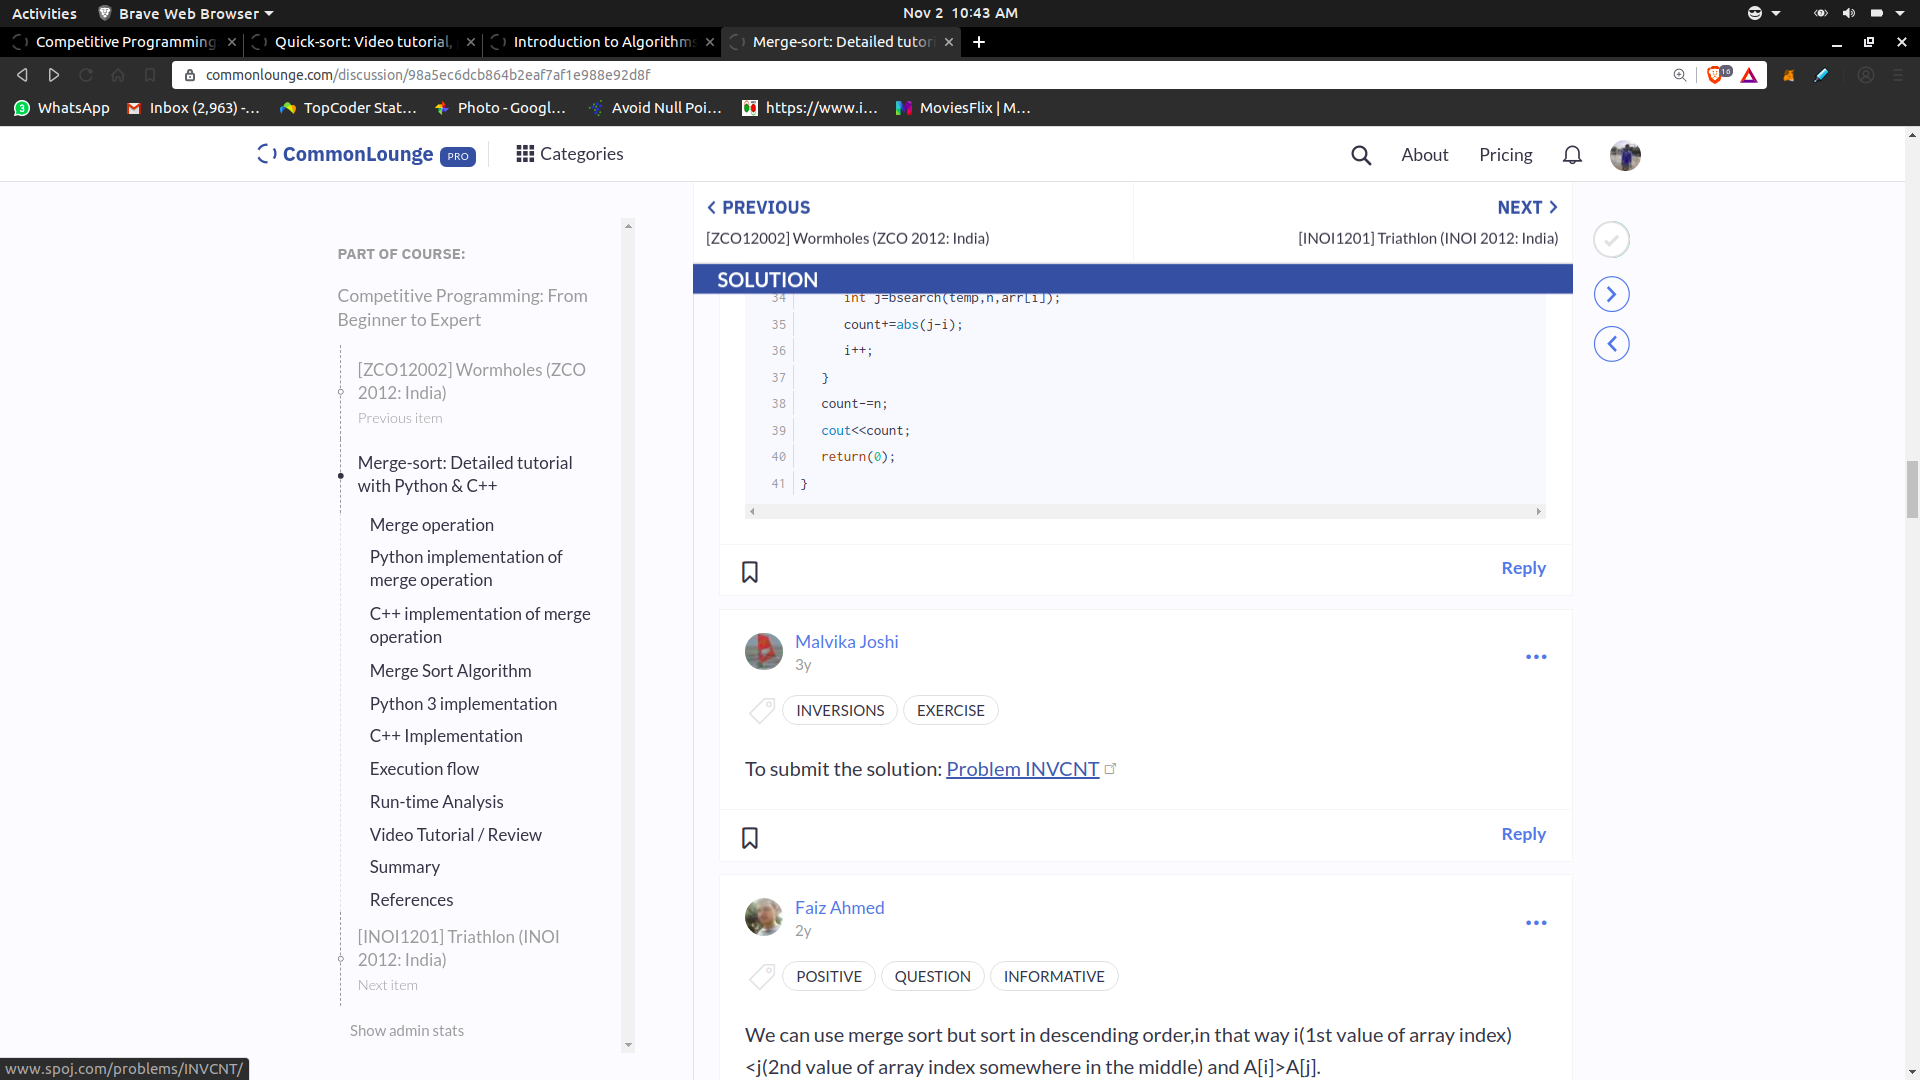 Activities
Brave Web Browser
Nov 2 10:43 AM
Competitive Programming:
Quick-sort: Video tutorial,
Introduction to Algorithms
Merge-sort: Detailed tutori
commonlounge.com/discussion/98a5ec6dcb864b2eaf7af1e988e92d8f
16
3 WhatsApp
Inbox (2,963) -...
TopCoder Stat...
Photo - Googl...
Avoid Null Poi...
https://www.i...
MoviesFlix | M...
CommonLounge PRO
Categories
About
Pricing
PREVIOUS
NEXT
[ZCO12002] Wormholes (ZCO 2012: India)
[INOI1201] Triathlon (INOI 2012: India)
PART OF COURSE:
Competitive Programming: From
Beginner to Expert
[ZCO12002] Wormholes (ZCO
2012: India)
Previous item
Merge-sort: Detailed tutorial
with Python & C++
Merge operation
Python implementation of
merge operation
C++ implementation of merge
operation
Merge Sort Algorithm
Python 3 implementation
C++ Implementation
Execution flow
Run-time Analysis
Video Tutorial / Review
Summary
References
[INOI1201] Triathlon (INOI
2012: India)
Next item
Show admin stats
SOLUTION
34 int j=bsearch(temp,n,arr[i]);
35 count+=abs(j-i);
36 i++;
37 }
38 count-=n;
39 cout<<count;
40 return(0);
41 }
Reply
Malvika Joshi
3y
INVERSIONS
EXERCISE
To submit the solution: Problem INVCNT
Reply
Faiz Ahmed
2y
POSITIVE
QUESTION
INFORMATIVE
We can use merge sort but sort in descending order,in that way i(1st value of array index)
<j(2nd value of array index somewhere in the middle) and A[i]>A[j].
www.spoj.com/problems/INVCNT/